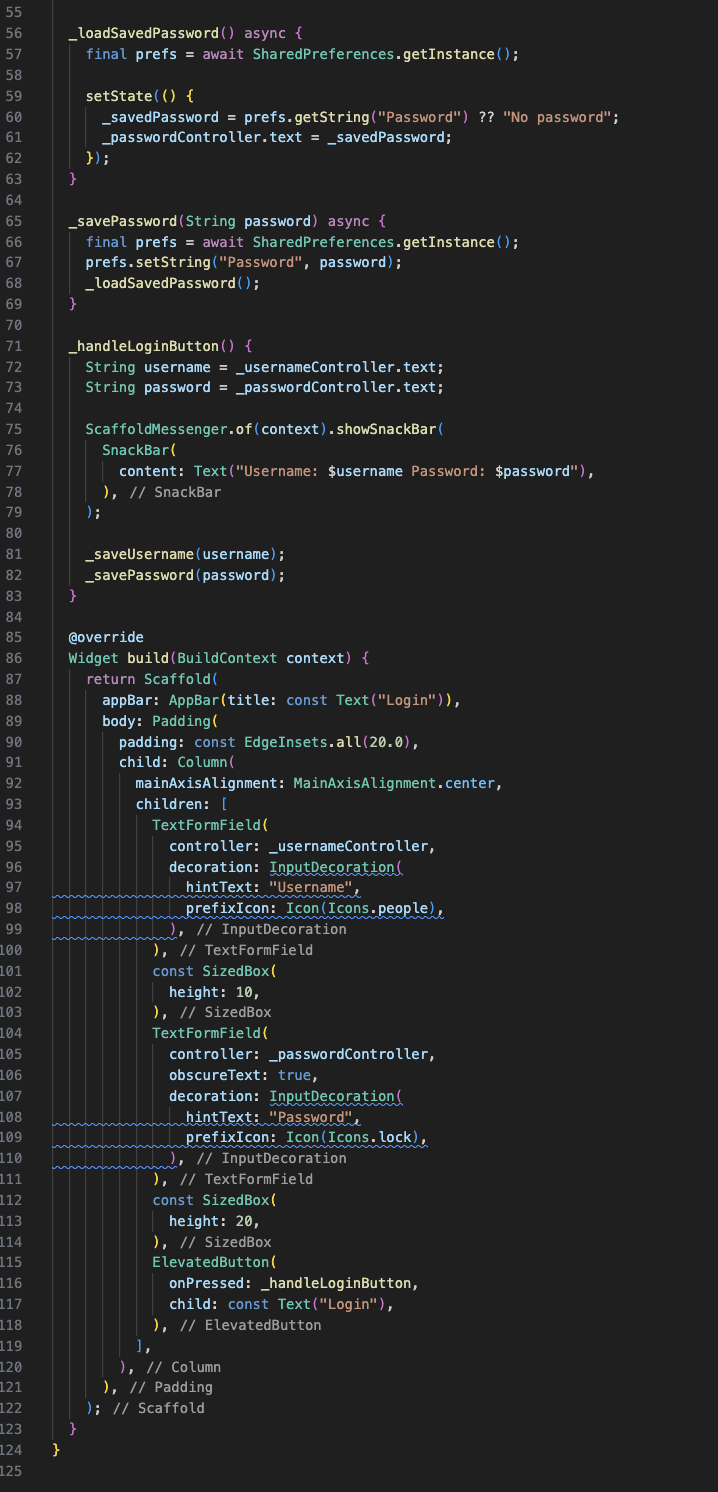 55
56 _loadSavedPassword() async {
57 final prefs = await SharedPreferences.getInstance();
58
59 setState(() {
60 _savedPassword = prefs.getString("Password") ?? "No password";
61 _passwordController.text = _savedPassword;
62 });
63 }
64
65 _savePassword(String password) async {
66 final prefs = await SharedPreferences.getInstance();
67 prefs.setString("Password", password);
68 _loadSavedPassword();
69 }
70
71 _handleLoginButton() {
72 String username = _usernameController.text;
73 String password = _passwordController.text;
74
75 ScaffoldMessenger.of(context).showSnackBar(
76 SnackBar(
77 content: Text("Username: $username Password: $password"),
78 ), // SnackBar
79 );
80
81 _saveUsername(username);
82 _savePassword(password);
83 }
84
85 @override
86 Widget build(BuildContext context) {
87 return Scaffold(
88 appBar: AppBar(title: const Text("Login")),
89 body: Padding(
90 padding: const EdgeInsets.all(20.0),
91 child: Column(
92 mainAxisAlignment: MainAxisAlignment.center,
93 children: [
94 TextFormField(
95 controller: _usernameController,
96 decoration: InputDecoration(
97 hintText: "Username",
98 prefixIcon: Icon(Icons.people),
99 ), // InputDecoration
100 ), // TextFormField
101 const SizedBox(
102 height: 10,
103 ), // SizedBox
104 TextFormField(
105 controller: _passwordController,
106 obscureText: true,
107 decoration: InputDecoration(
108 hintText: "Password",
109 prefixIcon: Icon(Icons.lock),
110 ), // InputDecoration
111 ), // TextFormField
112 const SizedBox(
113 height: 20,
114 ), // SizedBox
115 ElevatedButton(
116 onPressed: _handleLoginButton,
117 child: const Text("Login"),
118 ), // ElevatedButton
119 ],
120 ), // Column
121 ), // Padding
122 ); // Scaffold
123 }
124 }
125